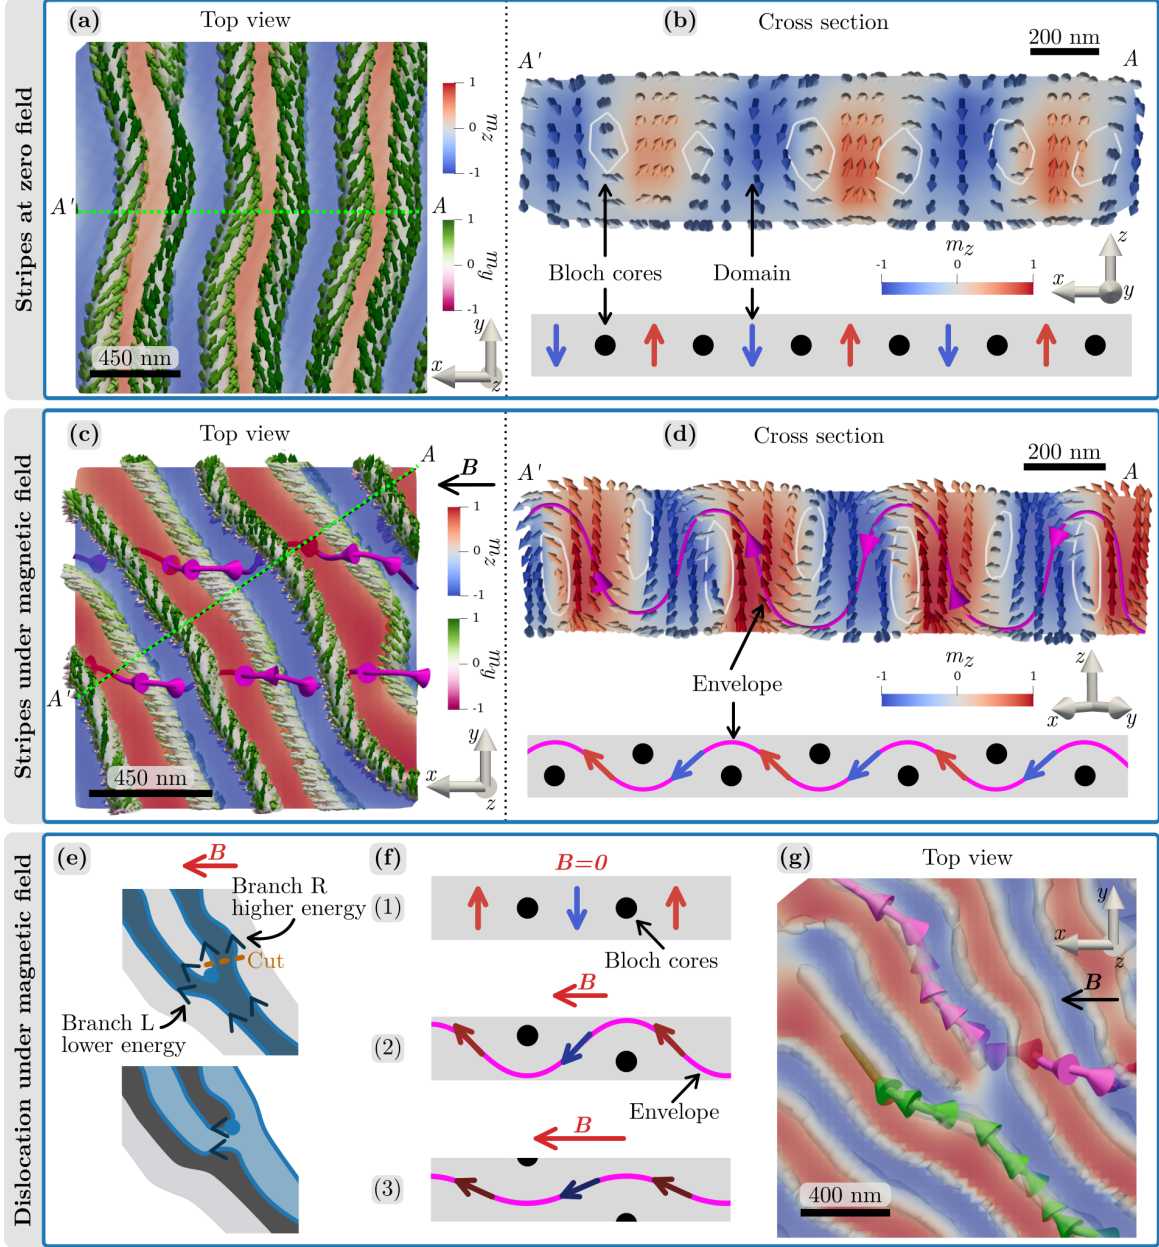 Stripes at zero field
(a)
Top view
A'
A
1
0
-1
m_z
1
0
-1
m_y
450 nm
y
x
z
(b)
Cross section
200 nm
A'
A
Bloch cores
Domain
m_z
-1
0
1
z
x
y
Stripes under magnetic field
(c)
Top view
A
B
A'
1
0
-1
m_z
1
0
-1
m_y
450 nm
y
x
z
(d)
Cross section
200 nm
A'
A
Envelope
m_z
-1
0
1
z
x
y
Dislocation under magnetic field
(e)
B
Branch R
higher energy
Cut
Branch L
lower energy
(f)
B=0
(1)
Bloch cores
B
(2)
Envelope
B
(3)
(g)
Top view
y
x
z
B
400 nm